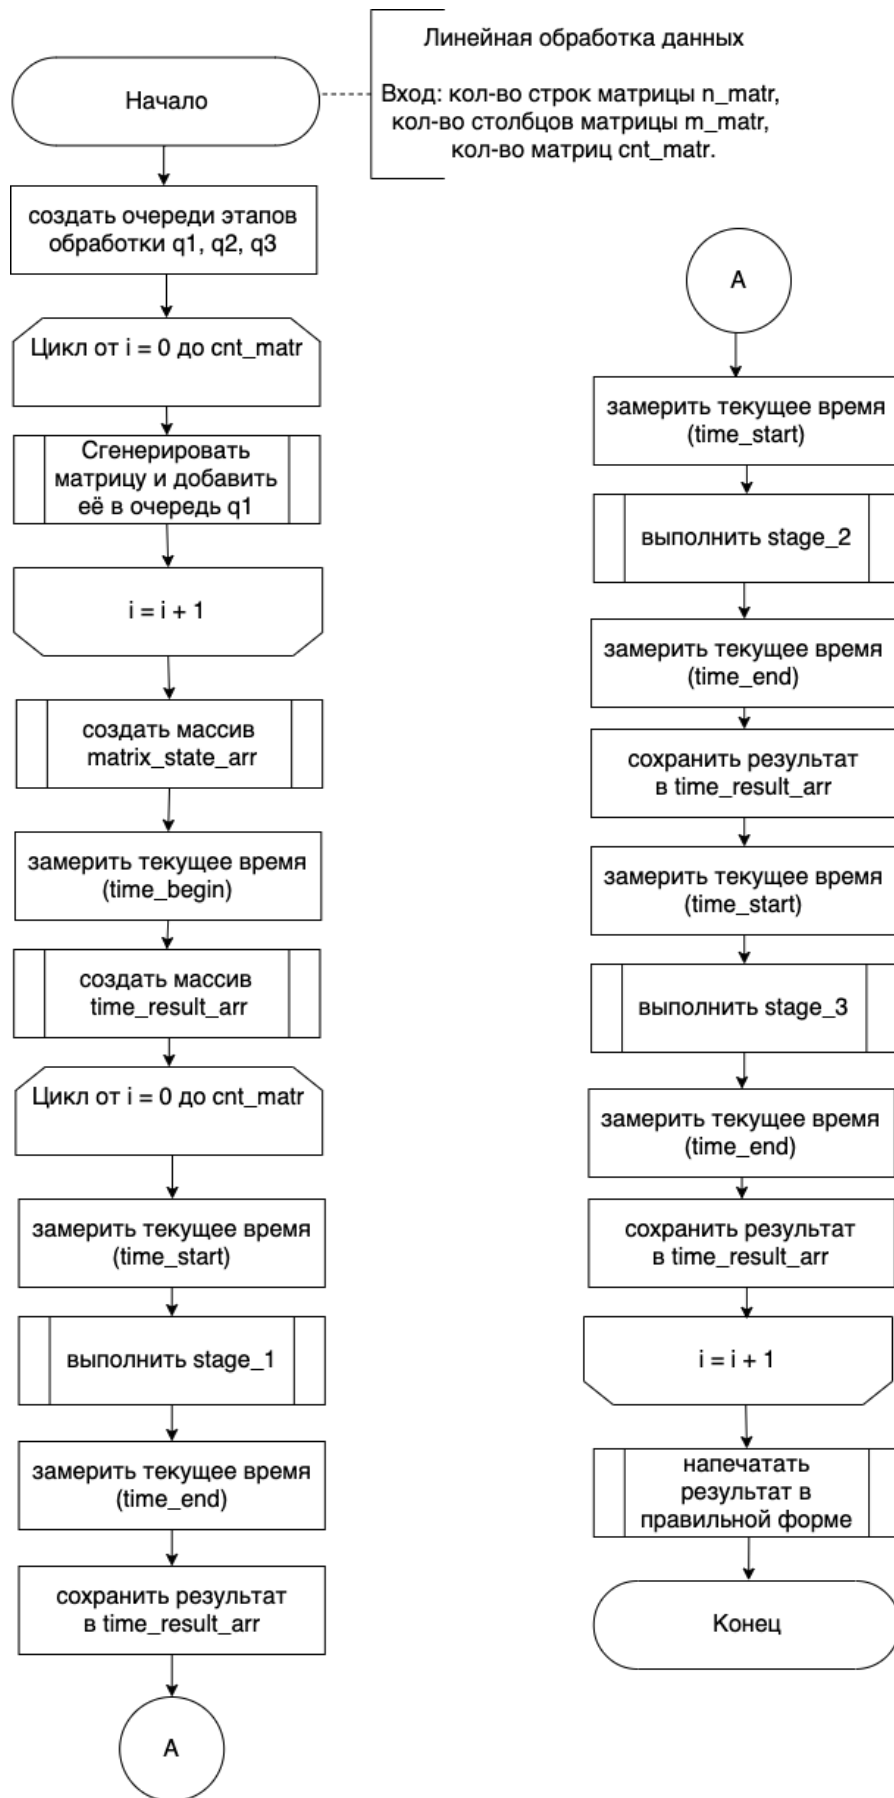 Линейная обработка данных
Вход: кол-во строк матрицы n_matr,
кол-во столбцов матрицы m_matr,
кол-во матриц cnt_matr.
Начало
создать очереди этапов
обработки q1, q2, q3
Цикл от i = 0 до cnt_matr
Сгенерировать
матрицу и добавить
её в очередь q1
i = i + 1
создать массив
matrix_state_arr
замерить текущее время
(time_begin)
создать массив
time_result_arr
Цикл от i = 0 до cnt_matr
замерить текущее время
(time_start)
выполнить stage_1
замерить текущее время
(time_end)
сохранить результат
в time_result_arr
A
A
замерить текущее время
(time_start)
выполнить stage_2
замерить текущее время
(time_end)
сохранить результат
в time_result_arr
замерить текущее время
(time_start)
выполнить stage_3
замерить текущее время
(time_end)
сохранить результат
в time_result_arr
i = i + 1
напечатать
результат в
правильной форме
Конец